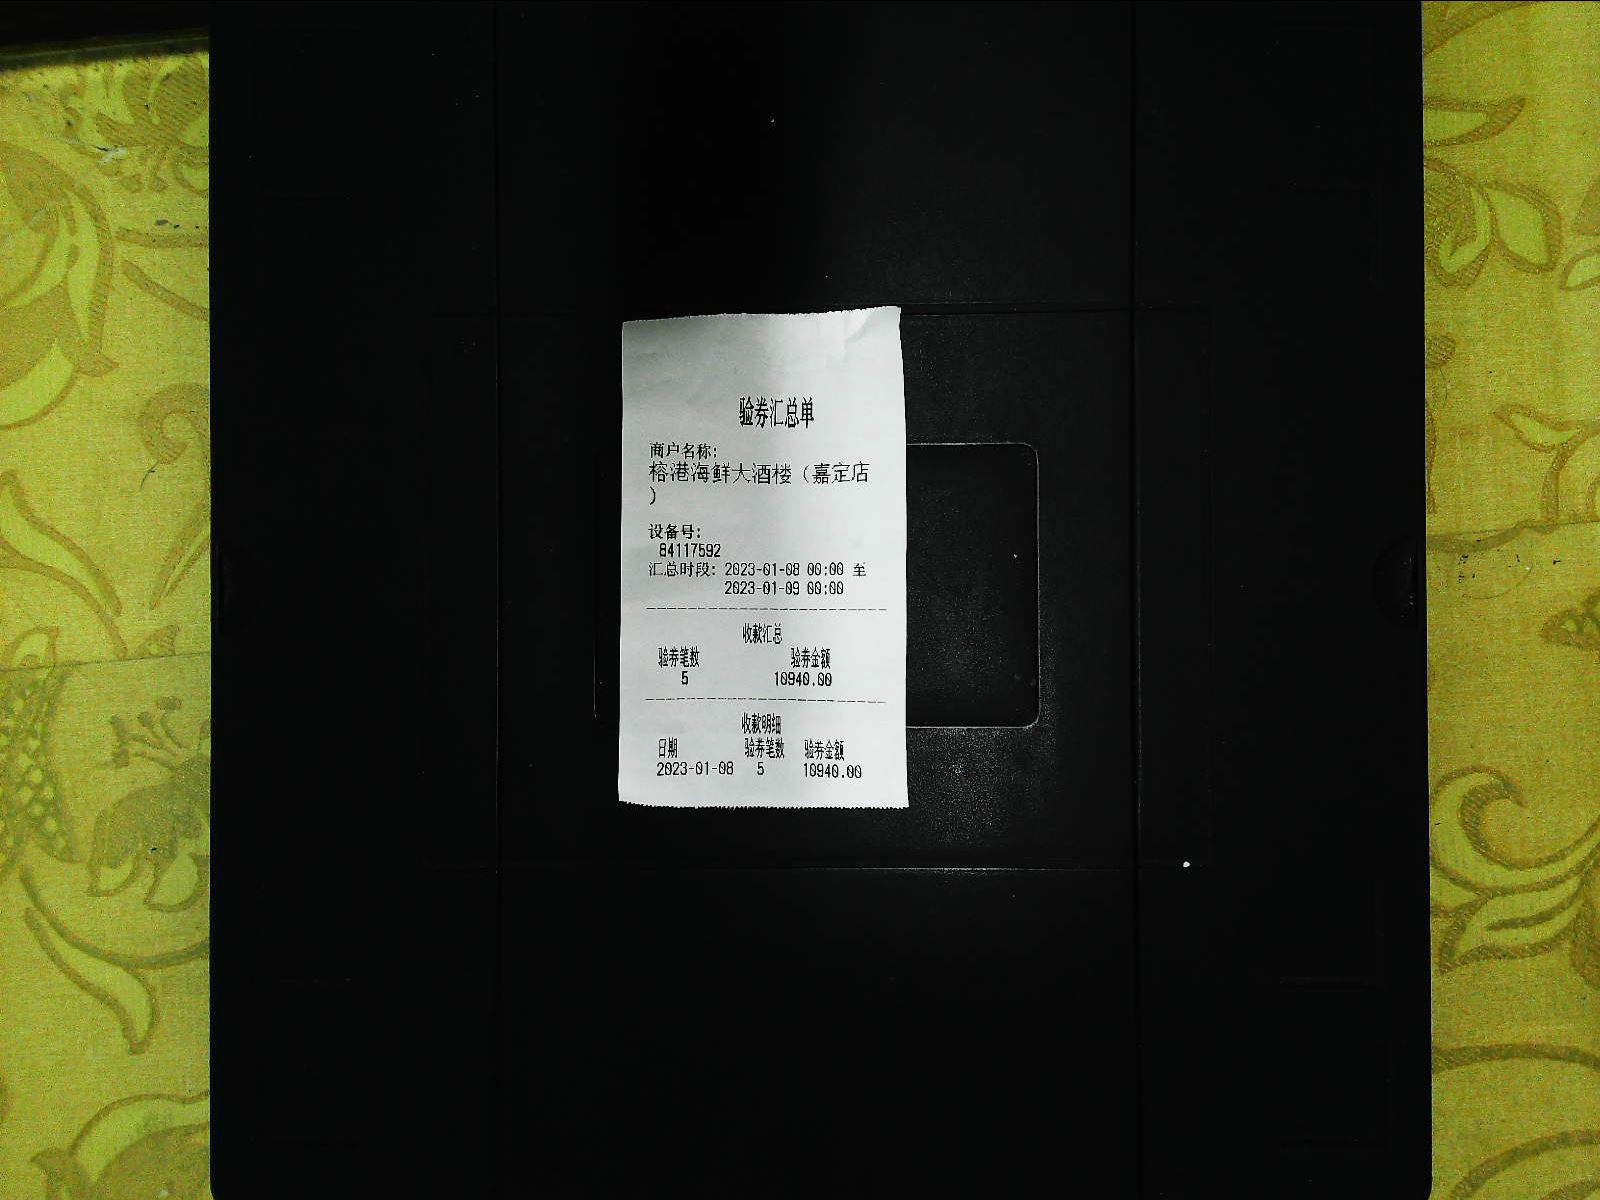 验券汇总单
商户名称:
榕港海鲜大酒楼（嘉定店
）
设备号:
84117592
汇总时段: 2023-01-08 00:00 至
2023-01-09 00:00
收款汇总
验券笔数 验券金额
5 10940.00
收款明细
日期 验券笔数 验券金额
2023-01-08 5 10940.00